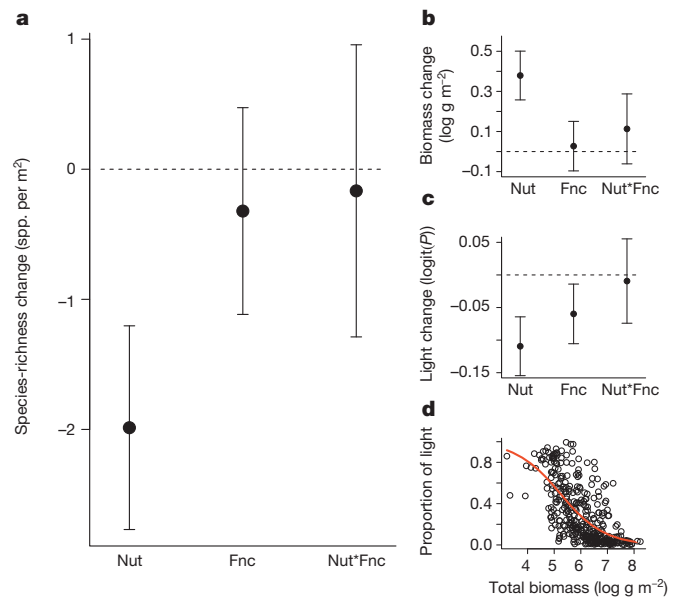 a
Species-richness change (spp. per m²)
1
0
−1
−2
Nut Fnc Nut*Fnc
b
Biomass change
(log g m⁻²)
0.5
0.3
0.1
−0.1
Nut Fnc Nut*Fnc
c
Light change (logit(P))
0.05
−0.05
−0.15
Nut Fnc Nut*Fnc
d
Proportion of light
0.8
0.4
0.0
4 5 6 7 8
Total biomass (log g m⁻²)